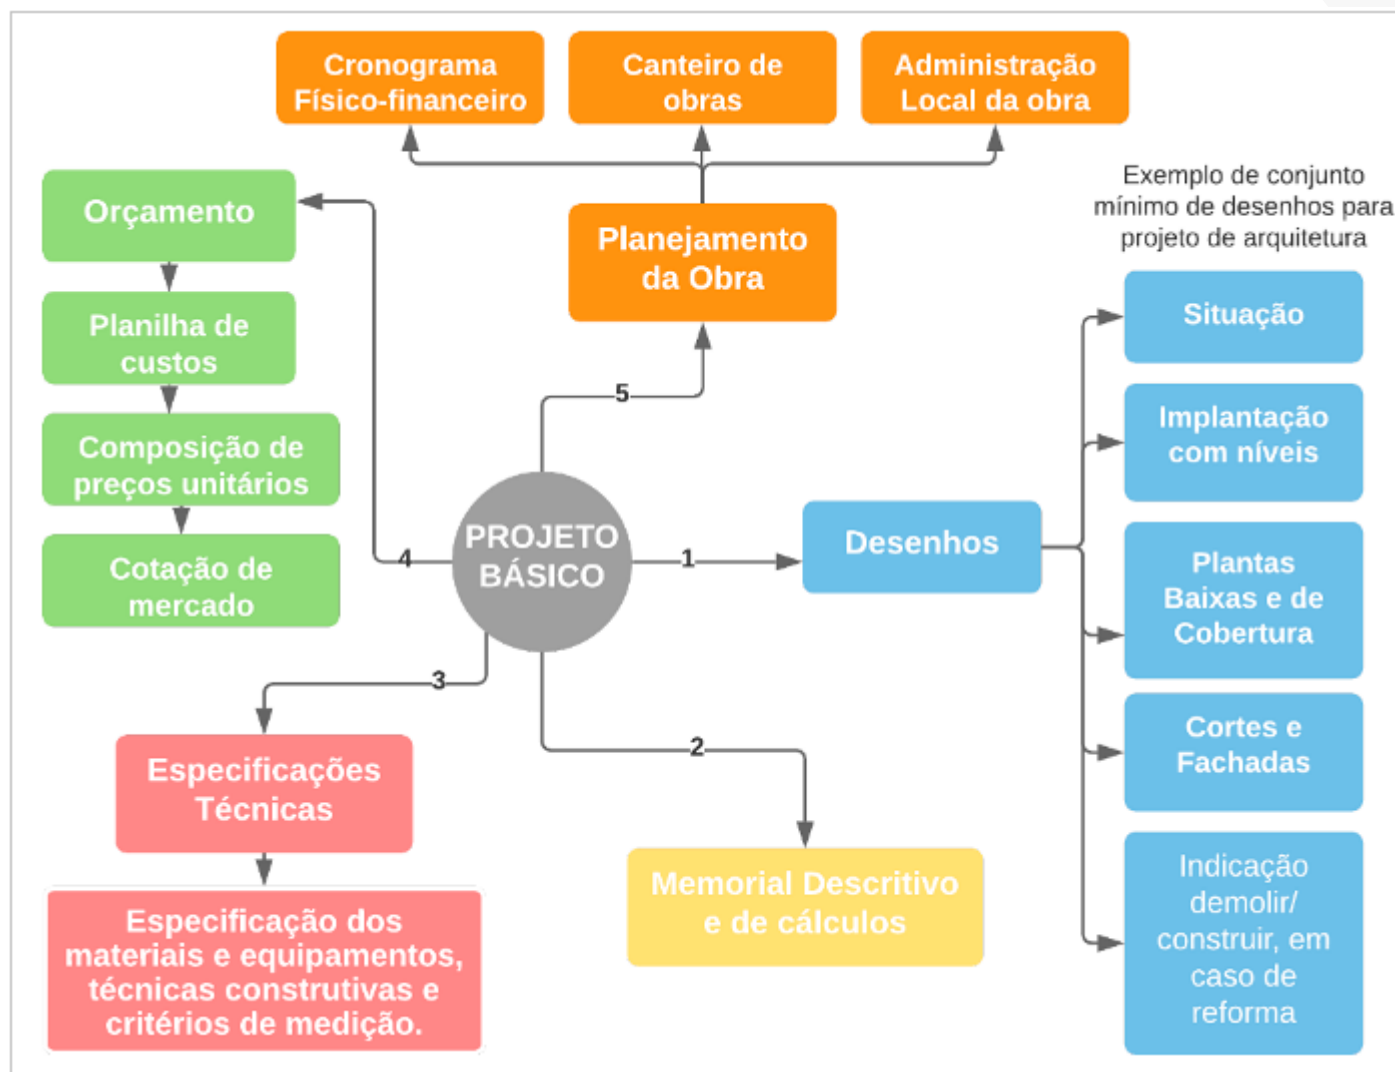 Cronograma
Físico-financeiro
Canteiro de
obras
Administração
Local da obra
Orçamento
Planilha de
custos
Composição de
preços unitários
Cotação de
mercado
Planejamento
da Obra
Exemplo de conjunto
mínimo de desenhos para
projeto de arquitetura
Situação
Implantação
com níveis
Plantas
Baixas e de
Cobertura
Cortes e
Fachadas
Indicação
demolir/
construir, em
caso de
reforma
5
PROJETO
BÁSICO
1
Desenhos
4
3
2
Especificações
Técnicas
Especificação dos
materiais e equipamentos,
técnicas construtivas e
critérios de medição.
Memorial Descritivo
e de cálculos